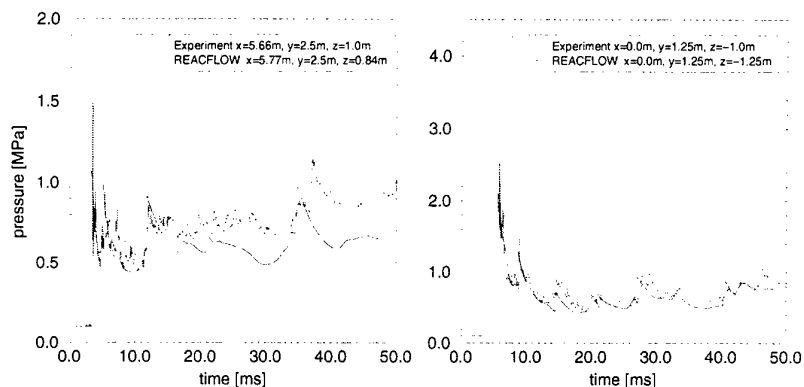 2.0
Experiment x=5.66m, y=2.5m, z=1.0m
REACFLOW x=5.77m, y=2.5m, z=0.84m
1.5
1.0
0.5
0.0
pressure [MPa]
0.0 10.0 20.0 30.0 40.0 50.0
time [ms]
Experiment x=0.0m, y=1.25m, z=−1.0m
REACFLOW x=0.0m, y=1.25m, z=−1.25m
4.0
3.0
2.0
1.0
0.0
0.0 10.0 20.0 30.0 40.0 50.0
time [ms]